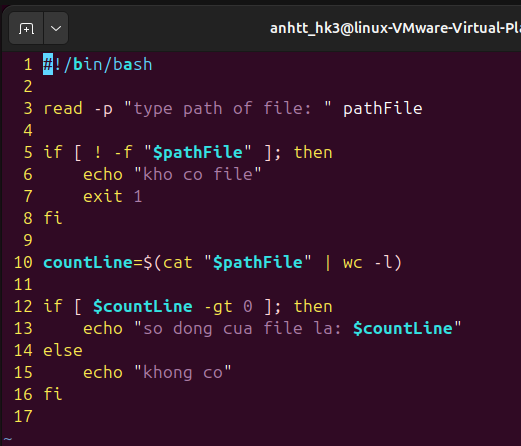 anhtt_hk3@linux-VMware-Virtual-Pla
1 #!/bin/bash
2
3 read -p "type path of file: " pathFile
4
5 if [ ! -f "$pathFile" ]; then
6     echo "kho co file"
7     exit 1
8 fi
9
10 countLine=$(cat "$pathFile" | wc -l)
11
12 if [ $countLine -gt 0 ]; then
13     echo "so dong cua file la: $countLine"
14 else
15     echo "khong co"
16 fi
17
~